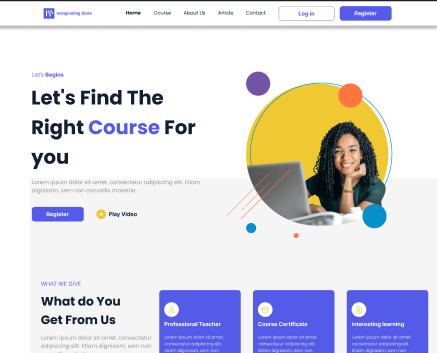 Home Course About Us Article Contact Log in Register
Let's Begins
Let's Find The
Right Course For
you
Lorem ipsum dolor sit amet, consectetur adipiscing elit. Etiam
dignissim, sem non convallis molestie.
Register Play Video
WHAT WE GIVE
What do You
Get From Us
Lorem ipsum dolor sit amet, consectetur
adipiscing elit. Etiam dignissim, sem non
Professional Teacher
Lorem ipsum dolor sit amet,
consectetur adipiscing elit.
Etiam dignissim, sem non
Course Certificate
Lorem ipsum dolor sit amet,
consectetur adipiscing elit.
Etiam dignissim, sem non
Interesting learning
Lorem ipsum dolor sit amet,
consectetur adipiscing elit.
Etiam dignissim, sem non